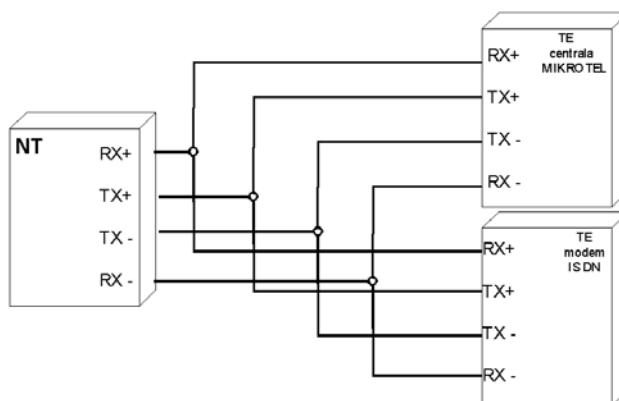 NT
RX+
TX+
TX -
RX -
TE
centrala
MIKROTEL
RX+
TX+
TX -
RX -
TE
modem
ISDN
RX+
TX+
TX -
RX -